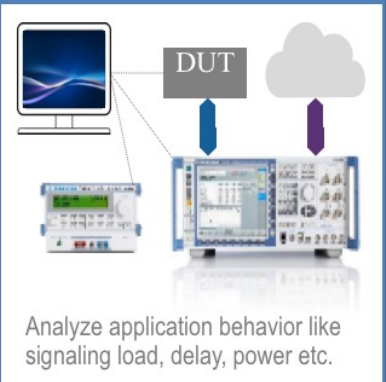 DUT
Analyze application behavior like
signaling load, delay, power etc.